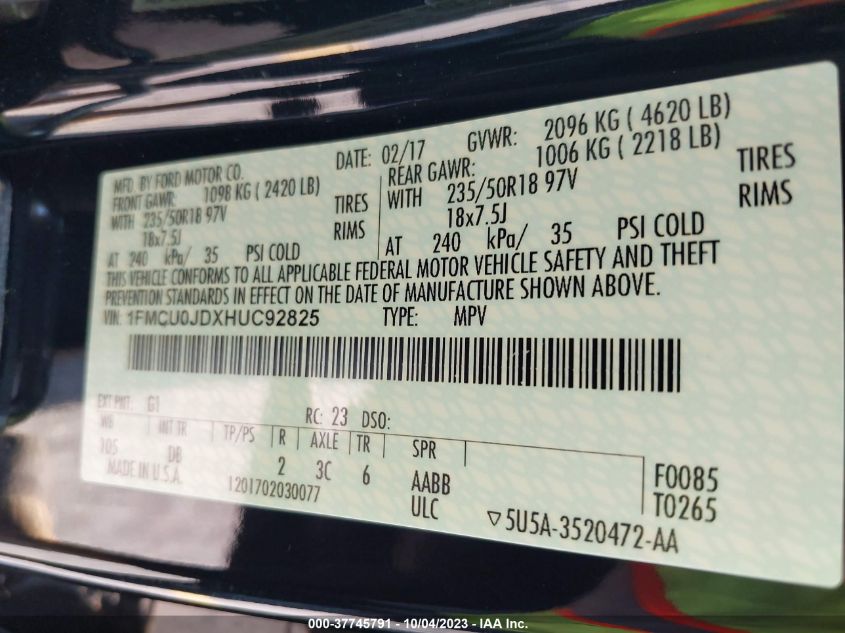 MFD. BY FORD MOTOR CO. DATE: 02/17 GVWR: 2096 KG ( 4620 LB)
FRONT GAWR: 1098 KG ( 2420 LB) REAR GAWR: 1006 KG ( 2218 LB)
WITH 235/50R18 97V TIRES WITH 235/50R18 97V TIRES
18x7.5J RIMS 18x7.5J RIMS
AT 240 kPa/ 35 PSI COLD AT 240 kPa/ 35 PSI COLD
THIS VEHICLE CONFORMS TO ALL APPLICABLE FEDERAL MOTOR VEHICLE SAFETY AND THEFT
PREVENTION STANDARDS IN EFFECT ON THE DATE OF MANUFACTURE SHOWN ABOVE.
VIN: 1FMCU0JDXHUC92825 TYPE: MPV
EXT PNT: G1 RC: 23 DSO:
WB INT TR TP/PS R AXLE TR SPR
105 DB 2 3C 6 AABB F0085
MADE IN U.S.A. 1201702030077 ULC T0265
▽5U5A-3520472-AA
000-37745791 - 10/04/2023 - IAA Inc.